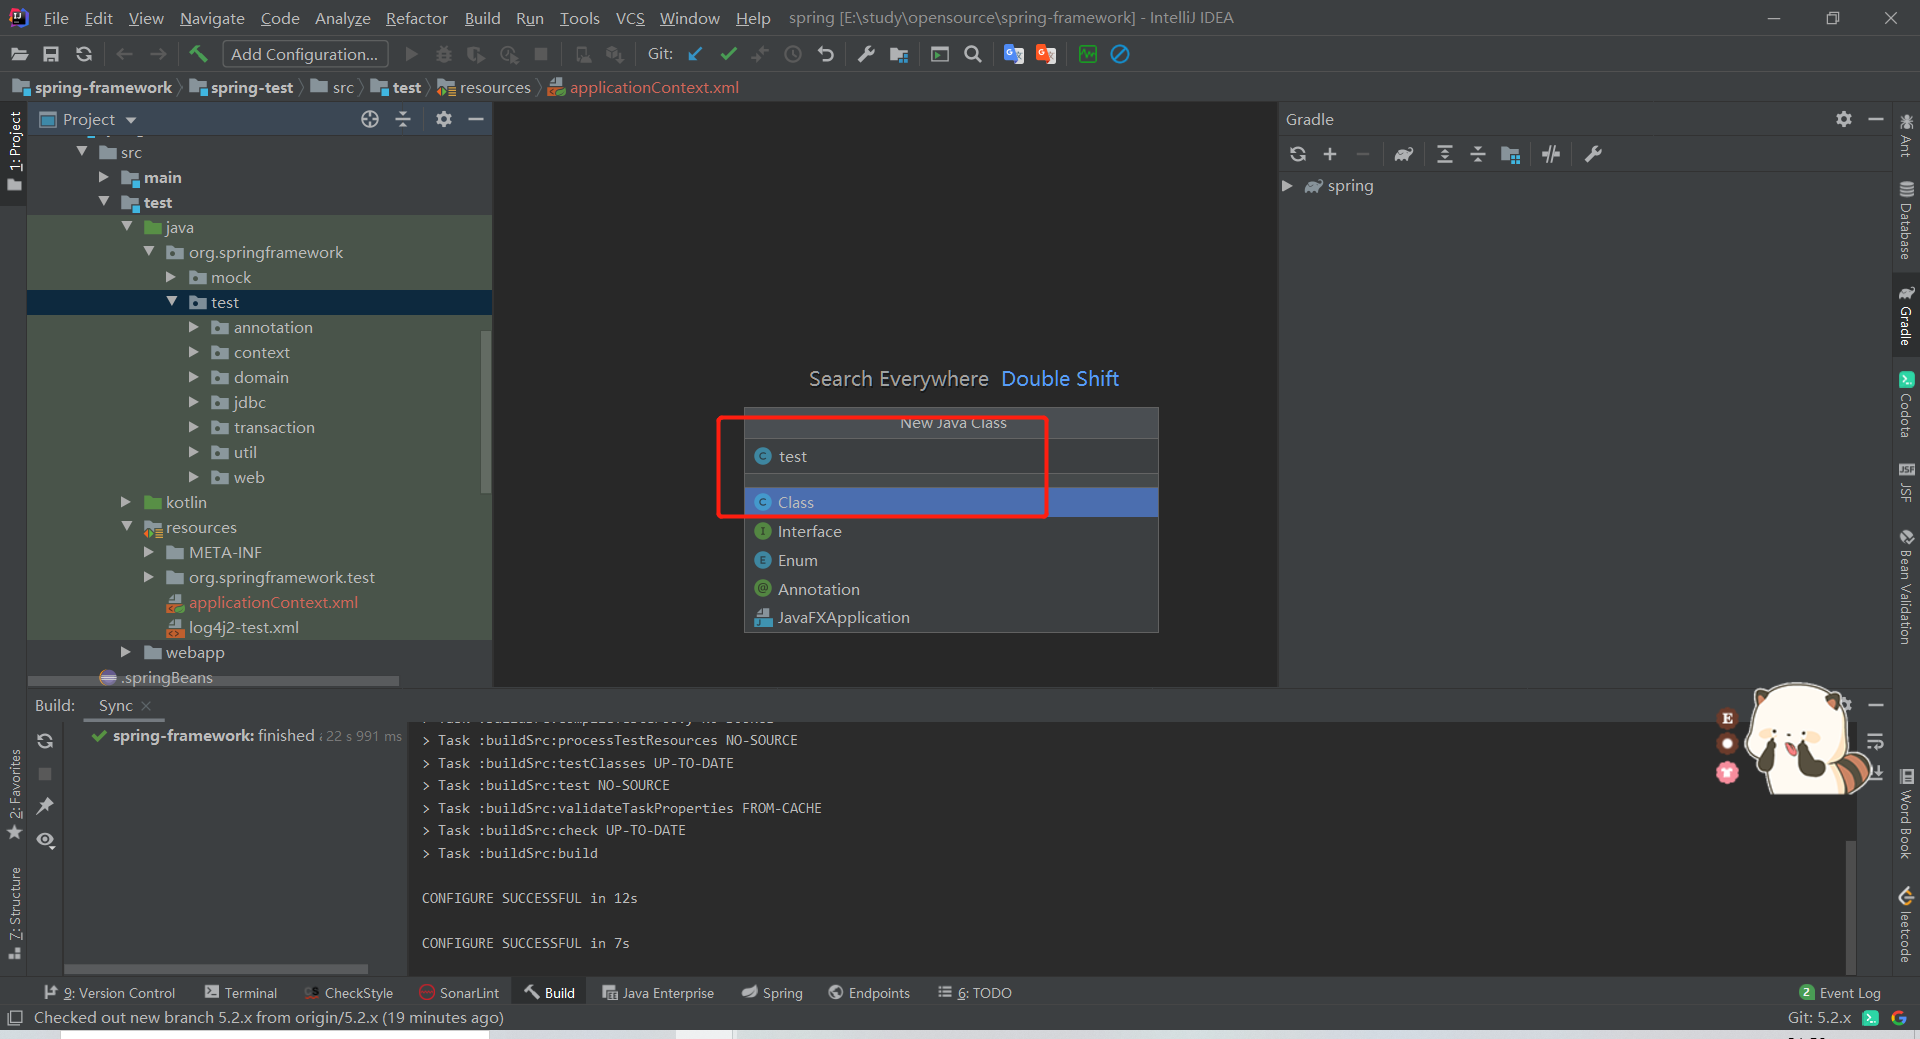 File Edit View Navigate Code Analyze Refactor Build Run Tools VCS Window Help spring [E:\study\opensource\spring-framework] - IntelliJ IDEA
Add Configuration... Git:
spring-framework spring-test src test resources applicationContext.xml
1: Project
Project
src
main
test
java
org.springframework
mock
test
annotation
context
domain
jdbc
transaction
util
web
kotlin
resources
META-INF
org.springframework.test
applicationContext.xml
log4j2-test.xml
webapp
.springBeans
Search Everywhere Double Shift
New Java Class
test
Class
Interface
Enum
Annotation
JavaFXApplication
Gradle
spring
Ant
Database
Gradle
Codota
JSF
Bean Validation
Word Book
leetcode
2: Favorites
7: Structure
Build: Sync
spring-framework: finished 22 s 991 ms
> Task :buildSrc:processTestResources NO-SOURCE
> Task :buildSrc:testClasses UP-TO-DATE
> Task :buildSrc:test NO-SOURCE
> Task :buildSrc:validateTaskProperties FROM-CACHE
> Task :buildSrc:check UP-TO-DATE
> Task :buildSrc:build
CONFIGURE SUCCESSFUL in 12s
CONFIGURE SUCCESSFUL in 7s
9: Version Control Terminal CheckStyle SonarLint Build Java Enterprise Spring Endpoints 6: TODO 2 Event Log
Checked out new branch 5.2.x from origin/5.2.x (19 minutes ago) Git: 5.2.x